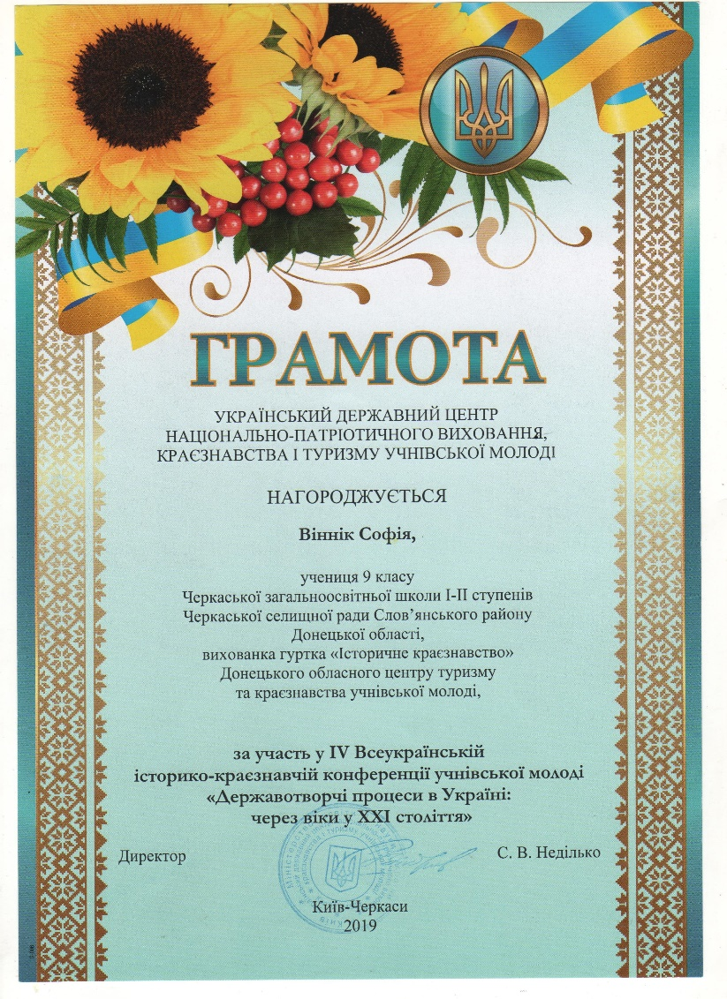 ГРАМОТА
УКРАЇНСЬКИЙ ДЕРЖАВНИЙ ЦЕНТР
НАЦІОНАЛЬНО-ПАТРІОТИЧНОГО ВИХОВАННЯ,
КРАЄЗНАВСТВА І ТУРИЗМУ УЧНІВСЬКОЇ МОЛОДІ
НАГОРОДЖУЄТЬСЯ
Віннік Софія,
учениця 9 класу
Черкаської загальноосвітньої школи І-ІІ ступенів
Черкаської селищної ради Слов’янського району
Донецької області,
вихованка гуртка «Історичне краєзнавство»
Донецького обласного центру туризму
та краєзнавства учнівської молоді,
за участь у IV Всеукраїнській
історико-краєзнавчій конференції учнівської молоді
«Державотворчі процеси в Україні:
через віки у ХХІ століття»
Директор
С. В. Неділько
Київ-Черкаси
2019